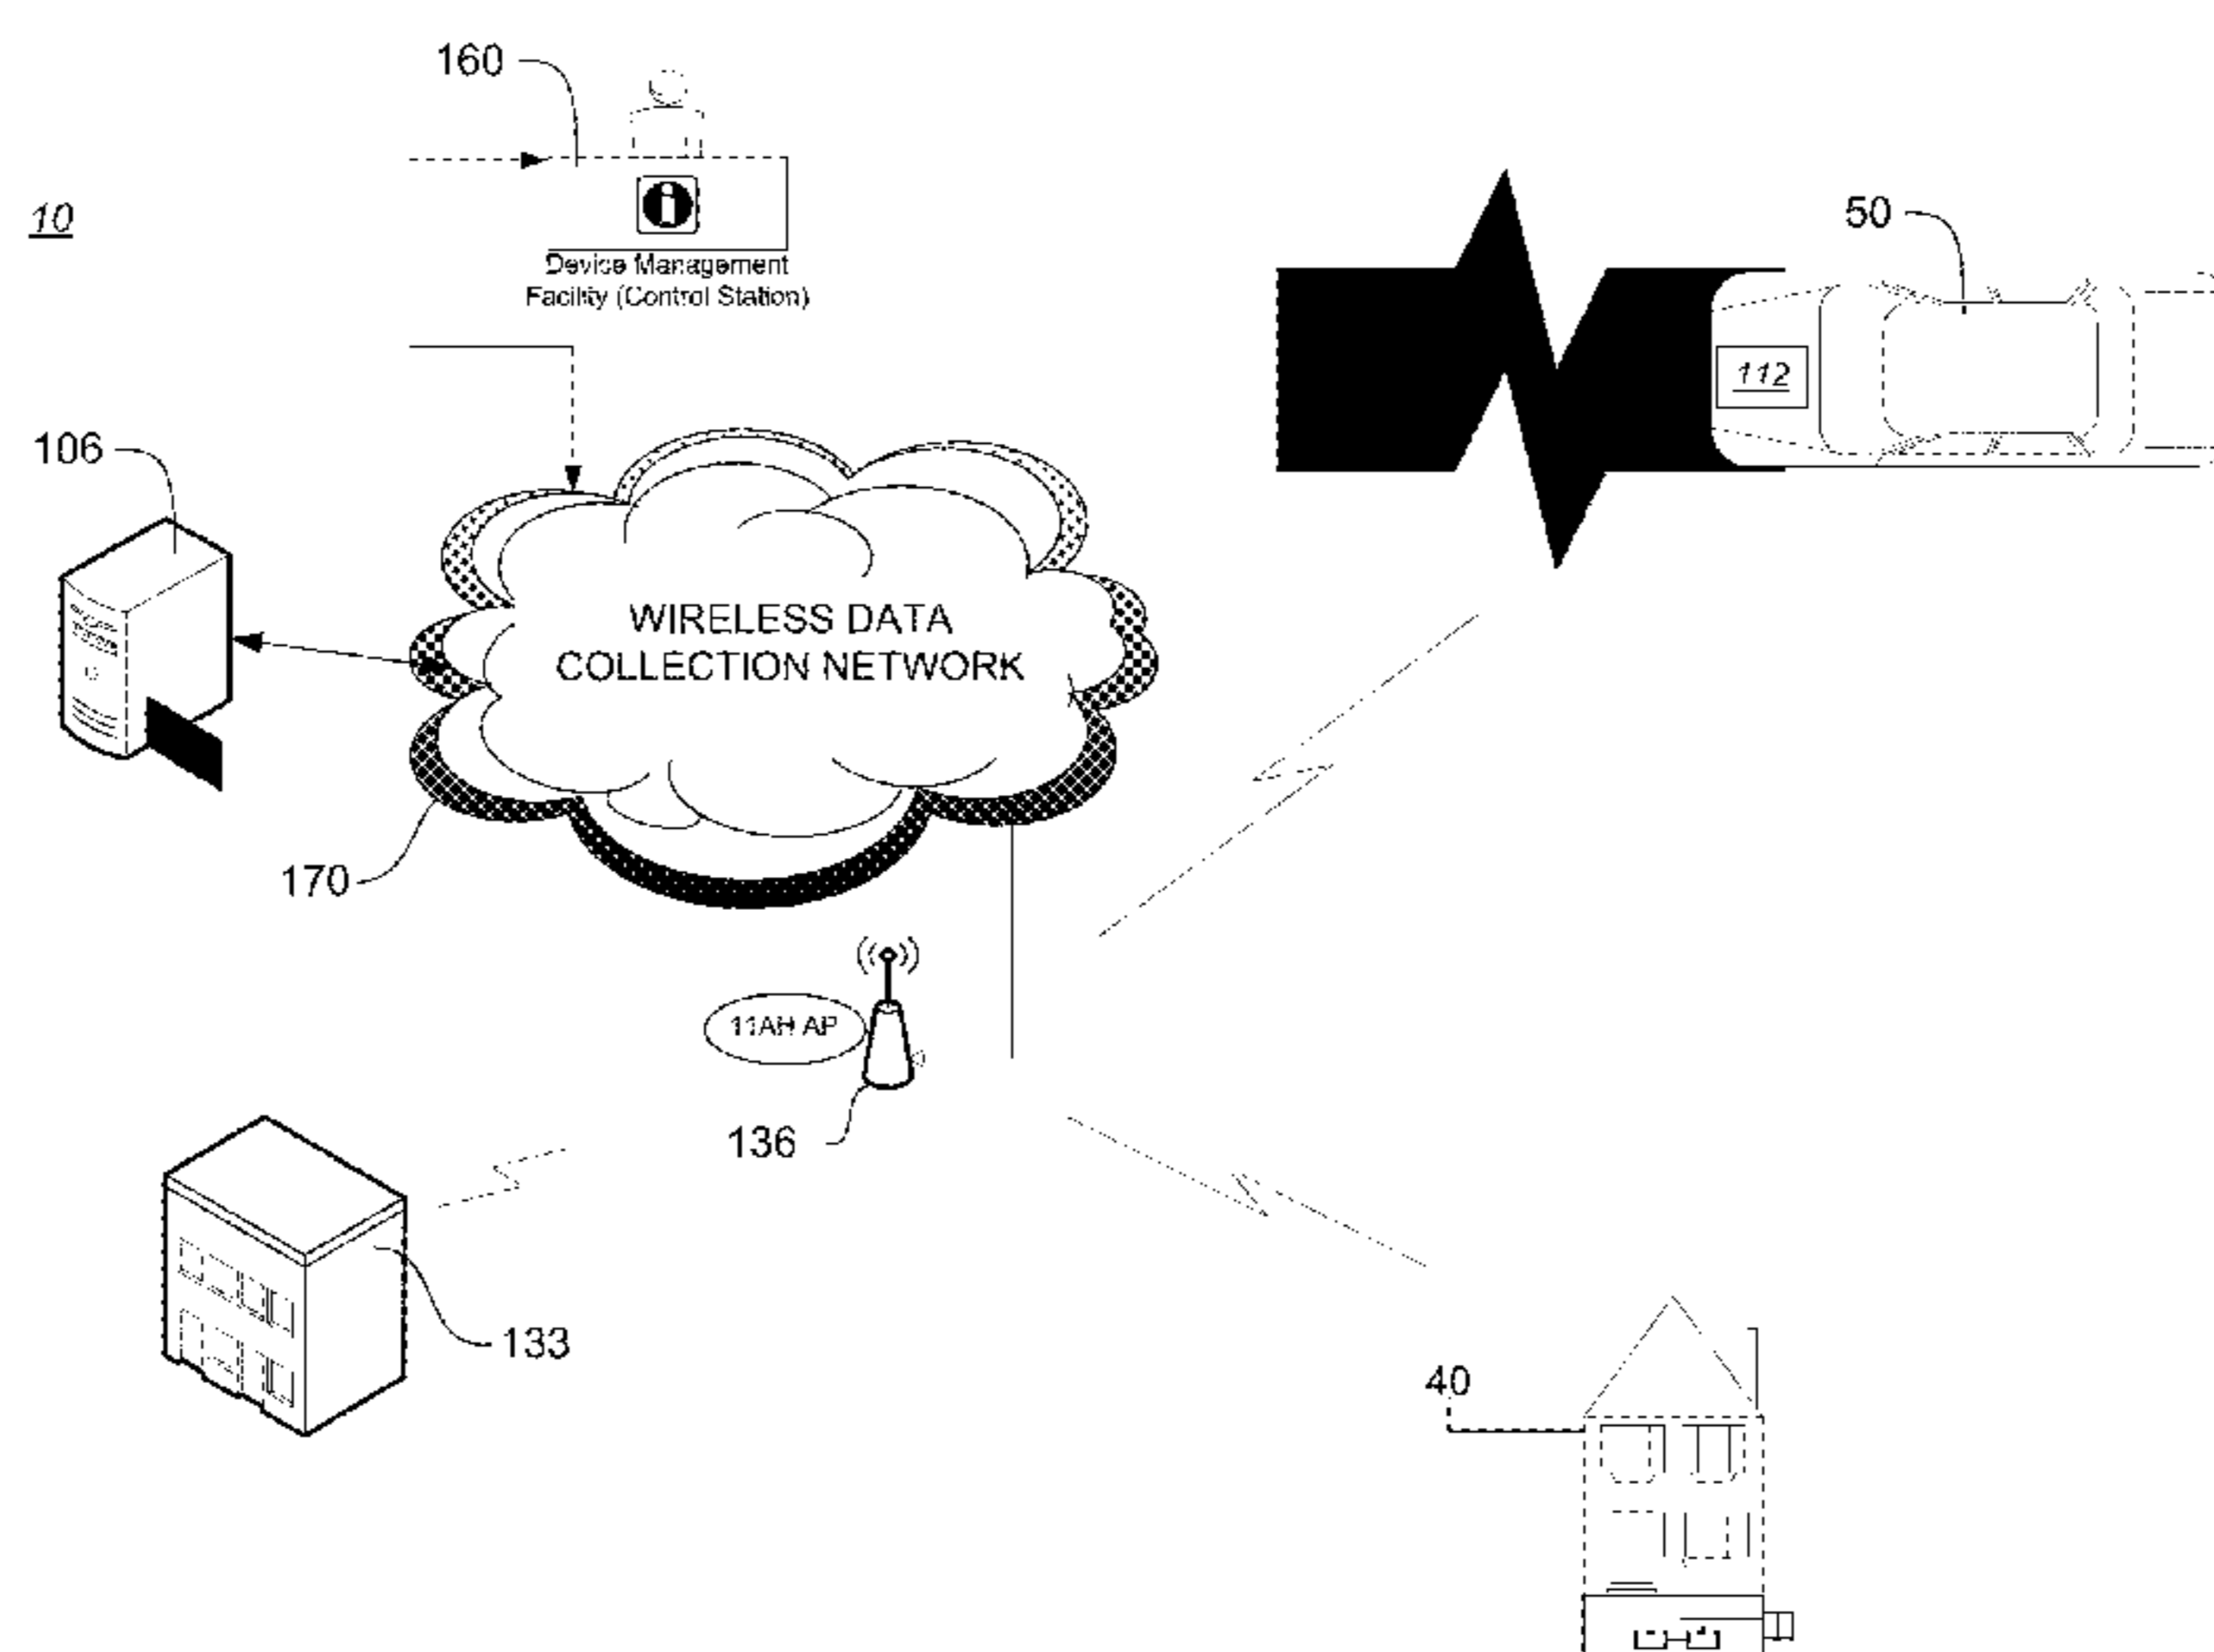 160
10
Device Management
Facility (Control Station)
50
112
106
WIRELESS DATA
COLLECTION NETWORK
170
11AH AP
136
133
40